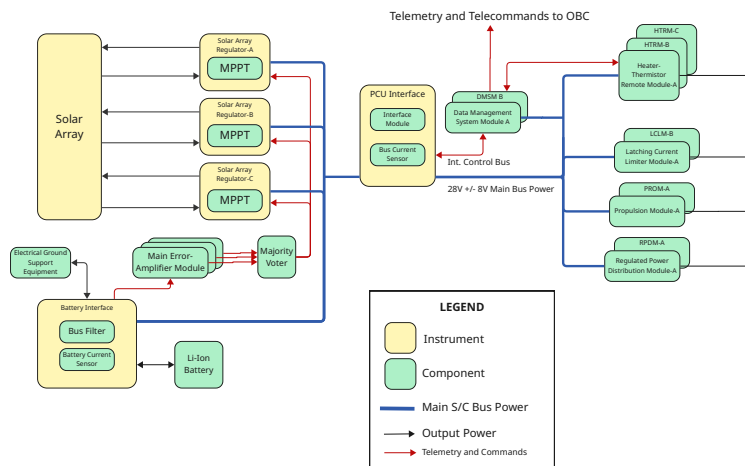 Telemetry and Telecommands to OBC
Solar
Array
Solar Array
Regulator-A
MPPT
Solar Array
Regulator-B
MPPT
Solar Array
Regulator-C
MPPT
PCU Interface
Interface
Module
Bus Current
Sensor
DMSM B
Data Management
System Module A
Int. Control Bus
28V +/- 8V Main Bus Power
HTRM-C
HTRM-B
Heater-
Thermistor
Remote Module-A
LCLM-B
Latching Current
Limiter Module-A
PROM-A
Propulsion Module-A
RPDM-A
Regulated Power
Distribution Module-A
Electrical Ground
Support
Equipment
Main Error-
Amplifier Module
Majority
Voter
Battery Interface
Bus Filter
Battery Current
Sensor
Li-Ion
Battery
LEGEND
Instrument
Component
Main S/C Bus Power
Output Power
Telemetry and Commands